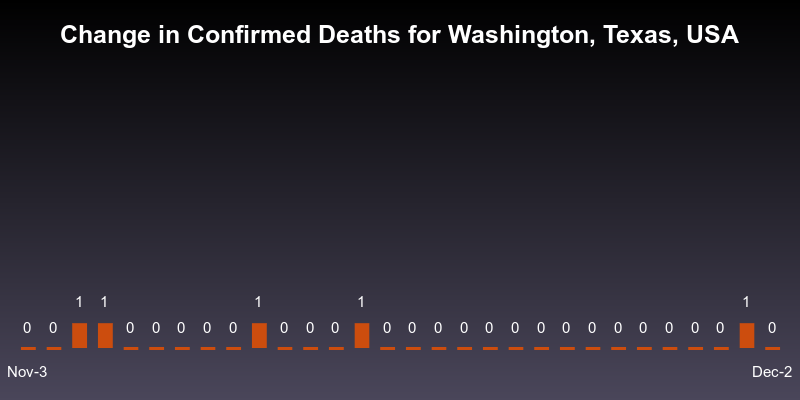 Change in Confirmed Deaths for Washington, Texas, USA
1 1 1 1 1
0 0 0 0 0 0 0 0 0 0 0 0 0 0 0 0 0 0 0 0 0 0 0 0 0
Nov-3 Dec-2